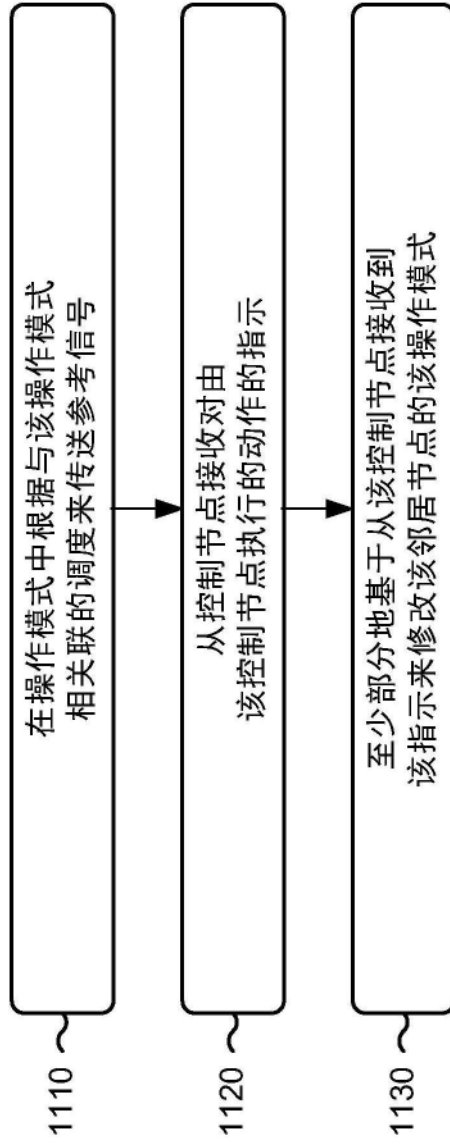 1110
在操作模式中根据与该操作模式
相关联的调度来传送参考信号
1120
从控制节点接收对由
该控制节点执行的动作的指示
1130
至少部分地基于从该控制节点接收到
该指示来修改该邻居节点的该操作模式